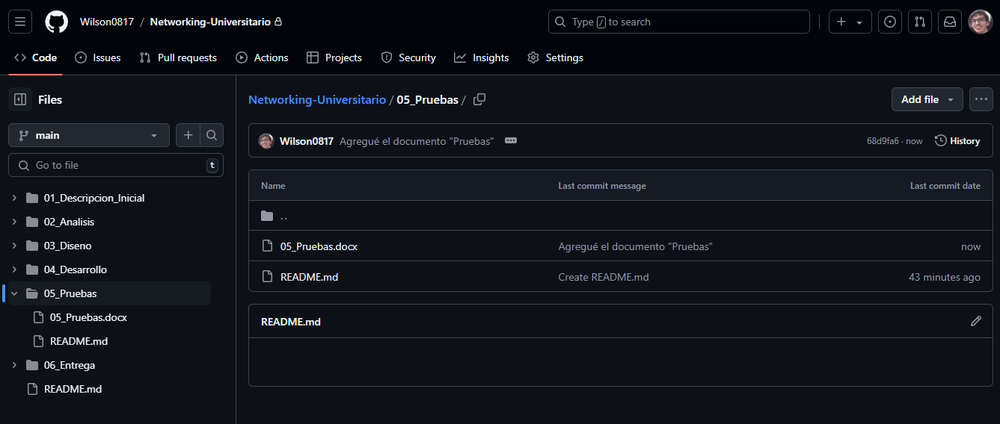 Wilson0817 / Networking-Universitario
Type / to search
Code
Issues
Pull requests
Actions
Projects
Security
Insights
Settings
Files
main
Go to file
t
01_Descripcion_Inicial
02_Analisis
03_Diseno
04_Desarrollo
05_Pruebas
05_Pruebas.docx
README.md
06_Entrega
README.md
Networking-Universitario / 05_Pruebas /
Add file
Wilson0817 Agregué el documento "Pruebas"
68d9fa6 · now
History
Name Last commit message Last commit date
..
05_Pruebas.docx Agregué el documento "Pruebas" now
README.md Create README.md 43 minutes ago
README.md